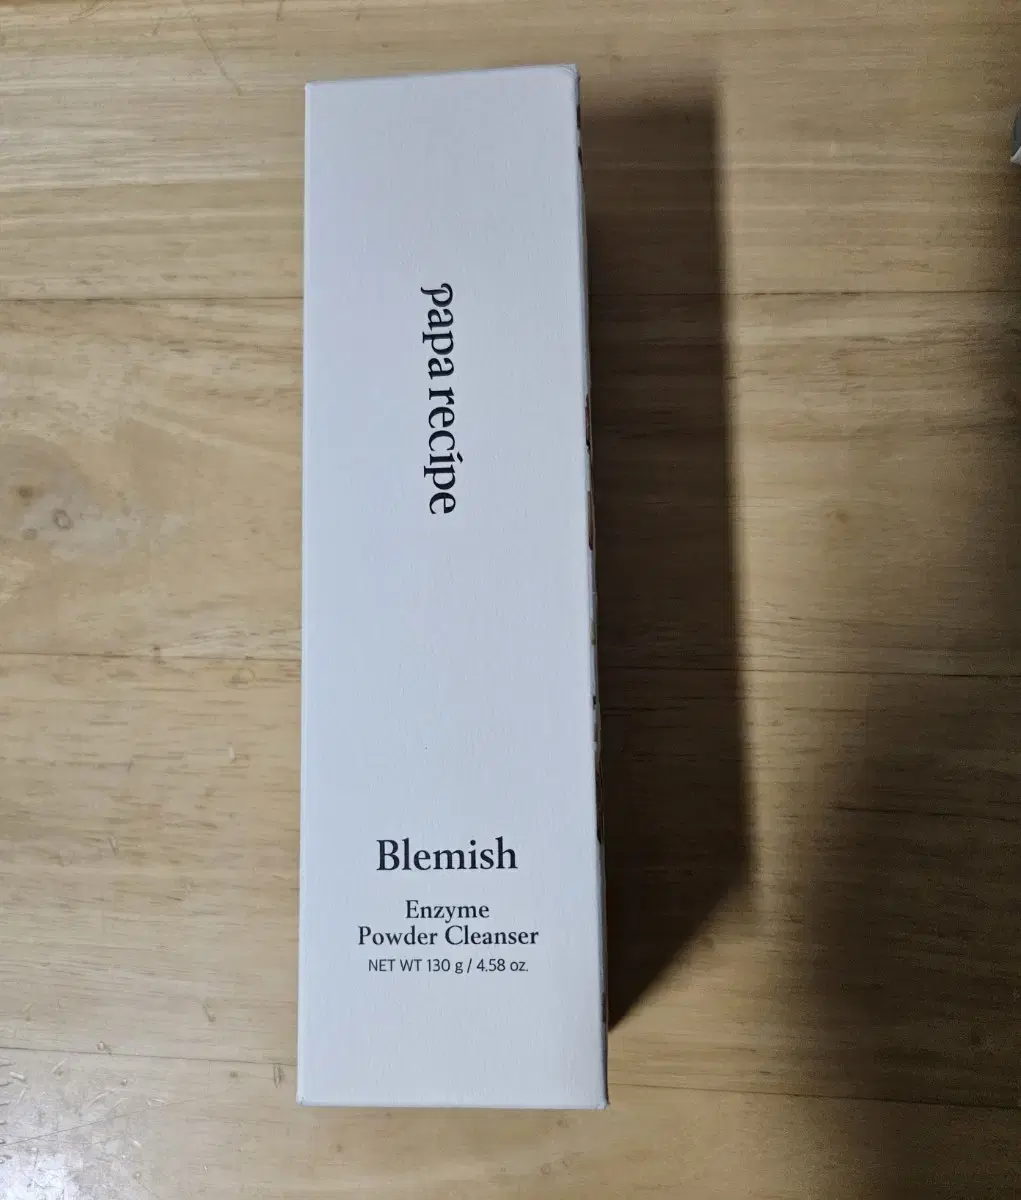 papa recipe
Blemish
Enzyme
Powder Cleanser
NET WT 130 g / 4.58 oz.